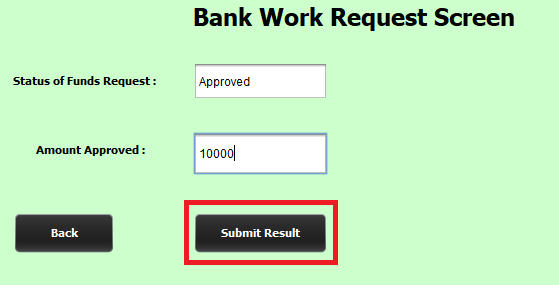 Bank Work Request Screen
Status of Funds Request : Approved
Amount Approved : 10000
Back Submit Result